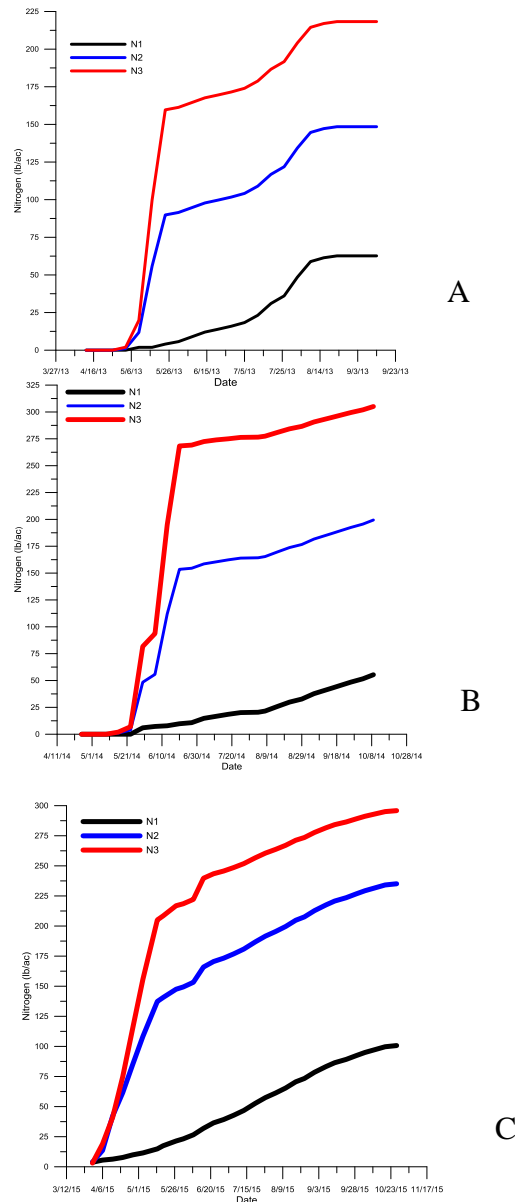 225
200
175
150
125
100
75
50
25
0
Nitrogen (lb/ac)
N1
N2
N3
3/27/13 4/16/13 5/6/13 5/26/13 6/15/13 7/5/13 7/25/13 8/14/13 9/3/13 9/23/13
Date
A
325
300
275
250
225
200
175
150
125
100
75
50
25
0
Nitrogen (lb/ac)
N1
N2
N3
4/11/14 5/1/14 5/21/14 6/10/14 6/30/14 7/20/14 8/9/14 8/29/14 9/18/14 10/8/14 10/28/14
Date
B
300
275
250
225
200
175
150
125
100
75
50
25
0
Nitrogen (lb/ac)
N1
N2
N3
3/12/15 4/6/15 5/1/15 5/26/15 6/20/15 7/15/15 8/9/15 9/3/15 9/28/15 10/23/15 11/17/15
Date
C